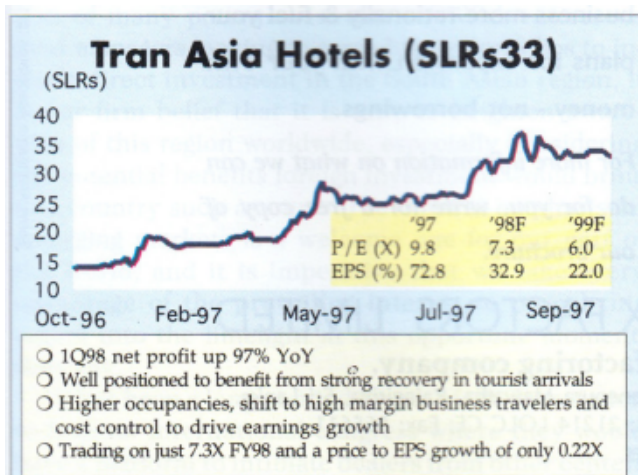 Tran Asia Hotels (SLRs33)
(SLRs)
40
35
30
25
20
15
10
'97 '98F '99F
P/E (X) 9.8 7.3 6.0
EPS (%) 72.8 32.9 22.0
Oct-96 Feb-97 May-97 Jul-97 Sep-97
❍ 1Q98 net profit up 97% YoY
❍ Well positioned to benefit from strong recovery in tourist arrivals
❍ Higher occupancies, shift to high margin business travelers and
cost control to drive earnings growth
❍ Trading on just 7.3X FY98 and a price to EPS growth of only 0.22X